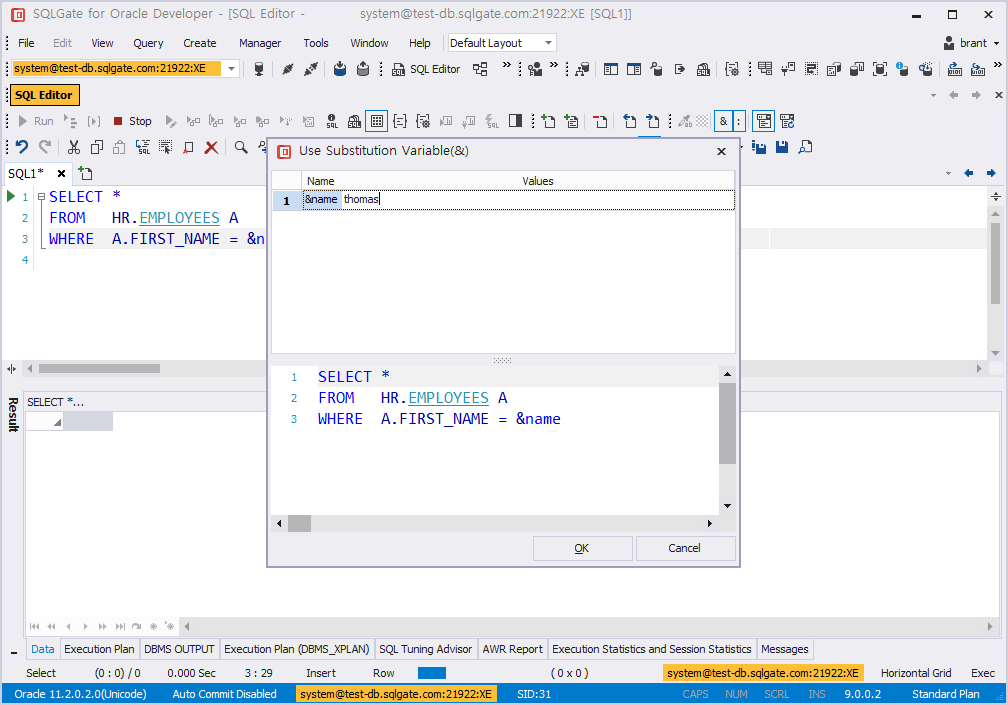 SQLGate for Oracle Developer - [SQL Editor - system@test-db.sqlgate.com:21922:XE [SQL1]]
File Edit View Query Create Manager Tools Window Help Default Layout brant
system@test-db.sqlgate.com:21922:XE SQL Editor
SQL Editor
Run Stop & :
SQL1*
1 SELECT *
2 FROM HR.EMPLOYEES A
3 WHERE A.FIRST_NAME = &n
4
Use Substitution Variable(&)
Name Values
1 &name thomas
1 SELECT *
2 FROM HR.EMPLOYEES A
3 WHERE A.FIRST_NAME = &name
OK Cancel
Result
SELECT *...
Data Execution Plan DBMS OUTPUT Execution Plan (DBMS_XPLAN) SQL Tuning Advisor AWR Report Execution Statistics and Session Statistics Messages
Select (0 : 0) / 0 0.000 Sec 3 : 29 Insert Row ( 0 x 0 ) system@test-db.sqlgate.com:21922:XE Horizontal Grid Exec
Oracle 11.2.0.2.0(Unicode) Auto Commit Disabled system@test-db.sqlgate.com:21922:XE SID:31 CAPS NUM SCRL INS 9.0.0.2 Standard Plan